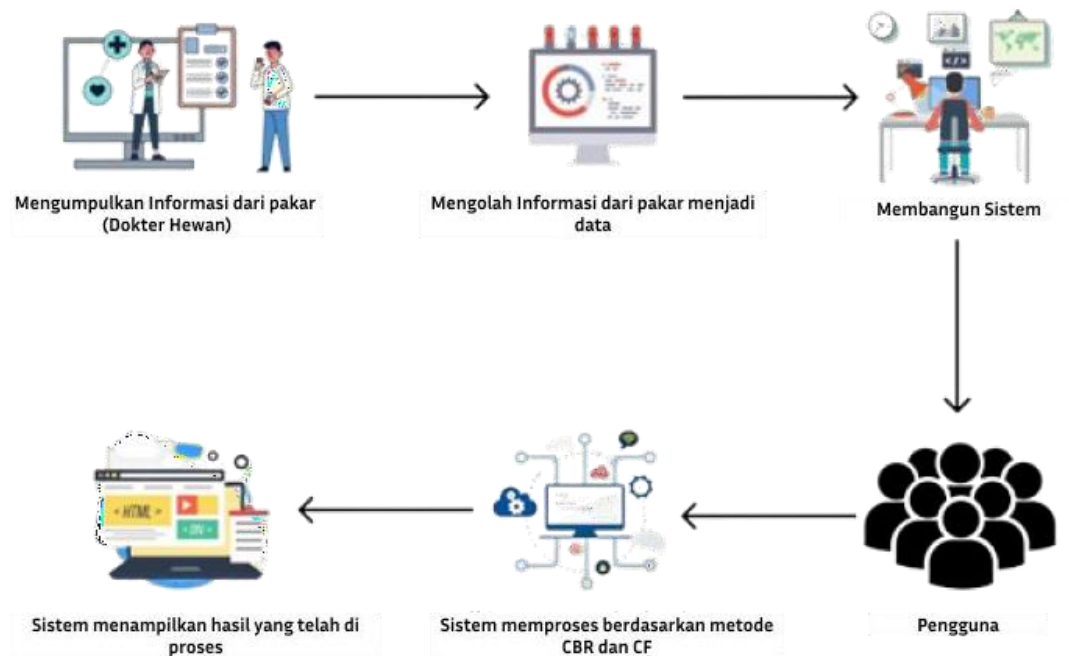 Mengumpulkan Informasi dari pakar
(Dokter Hewan)
Mengolah Informasi dari pakar menjadi
data
</>
Membangun Sistem
Pengguna
Sistem memproses berdasarkan metode
CBR dan CF
< HTML >
Sistem menampilkan hasil yang telah di
proses